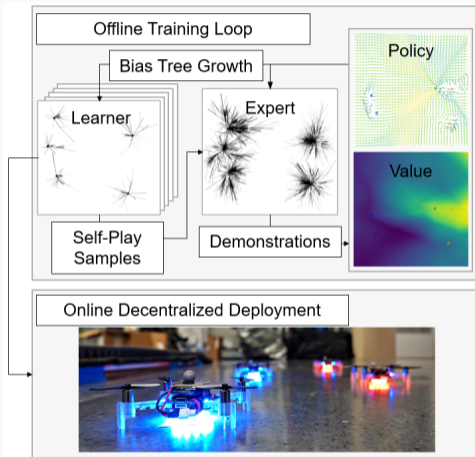 Offline Training Loop
Bias Tree Growth
Policy
Learner
Expert
Value
Self-Play
Samples
Demonstrations
Online Decentralized Deployment